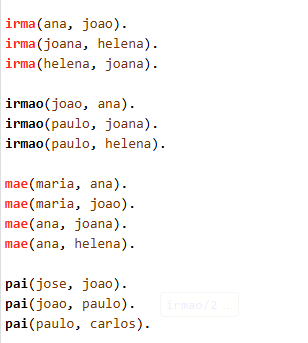 irma(ana, joao).
irma(joana, helena).
irma(helena, joana).
irmao(joao, ana).
irmao(paulo, joana).
irmao(paulo, helena).
mae(maria, ana).
mae(maria, joao).
mae(ana, joana).
mae(ana, helena).
pai(jose, joao).
pai(joao, paulo).
irmao/2 …
pai(paulo, carlos).